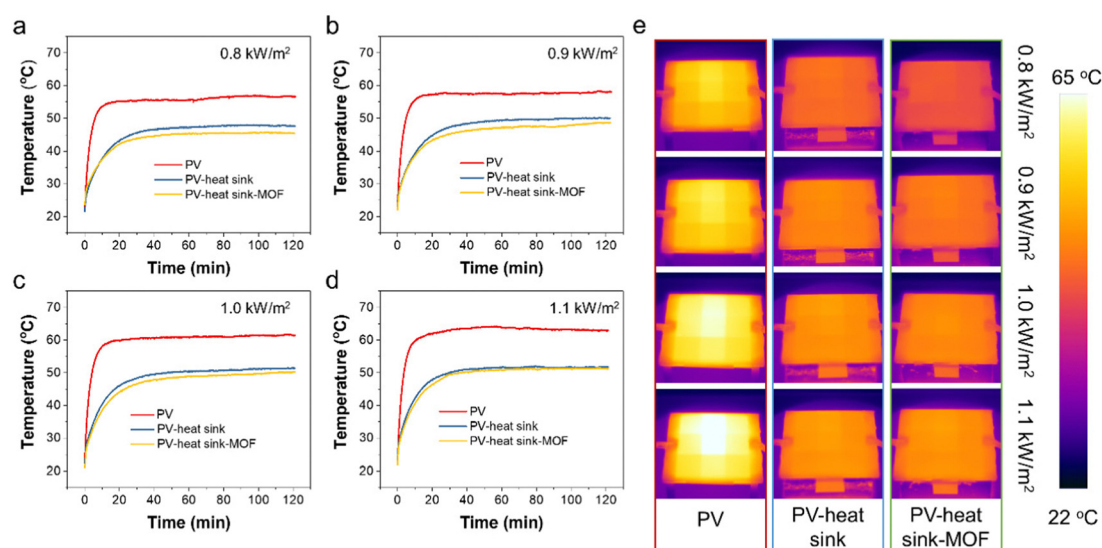 a
0.8 kW/m²
Temperature (°C)
70
60
50
40
30
20
PV
PV-heat sink
PV-heat sink-MOF
0 20 40 60 80 100 120
Time (min)
b
0.9 kW/m²
Temperature (°C)
70
60
50
40
30
20
PV
PV-heat sink
PV-heat sink-MOF
0 20 40 60 80 100 120
Time (min)
c
1.0 kW/m²
Temperature (°C)
70
60
50
40
30
20
PV
PV-heat sink
PV-heat sink-MOF
0 20 40 60 80 100 120
Time (min)
d
1.1 kW/m²
Temperature (°C)
70
60
50
40
30
20
PV
PV-heat sink
PV-heat sink-MOF
0 20 40 60 80 100 120
Time (min)
e
0.8 kW/m²
0.9 kW/m²
1.0 kW/m²
1.1 kW/m²
65 °C
22 °C
PV
PV-heat
sink
PV-heat
sink-MOF